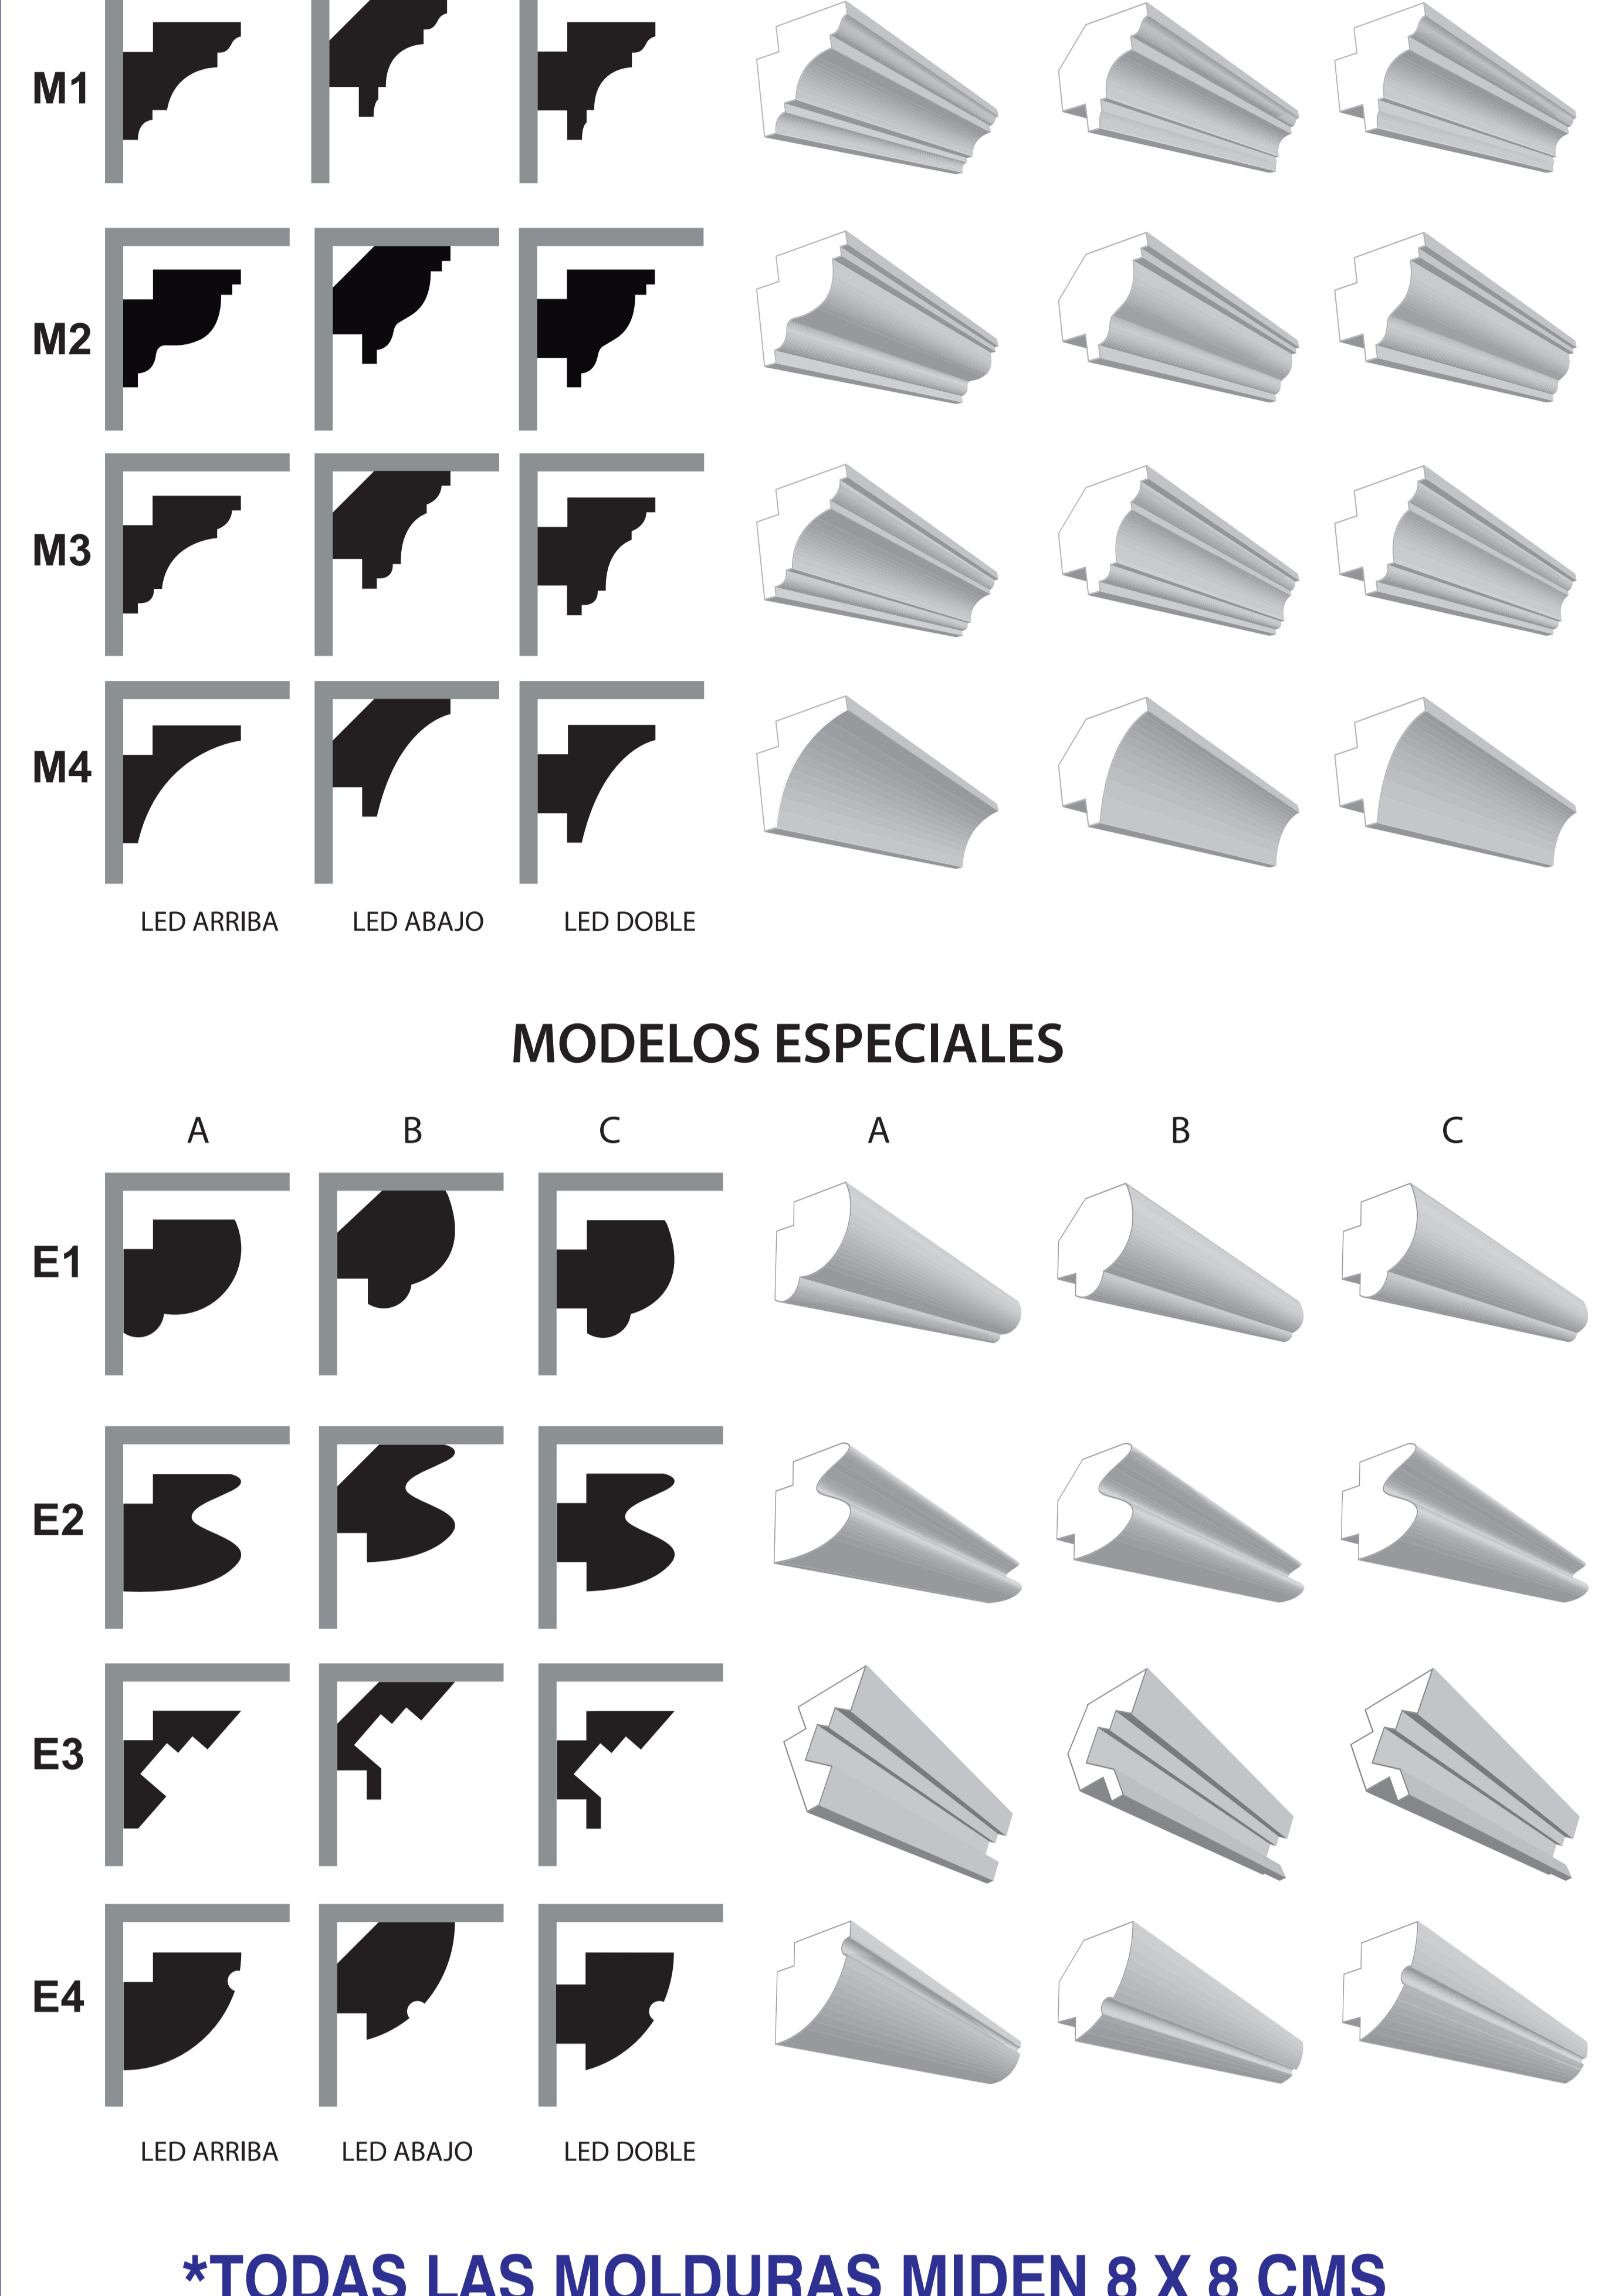 M1
M2
M3
M4
LED ARRIBA LED ABAJO LED DOBLE
MODELOS ESPECIALES
A B C A B C
E1
E2
E3
E4
LED ARRIBA LED ABAJO LED DOBLE
*TODAS LAS MOLDURAS MIDEN 8 X 8 CMS